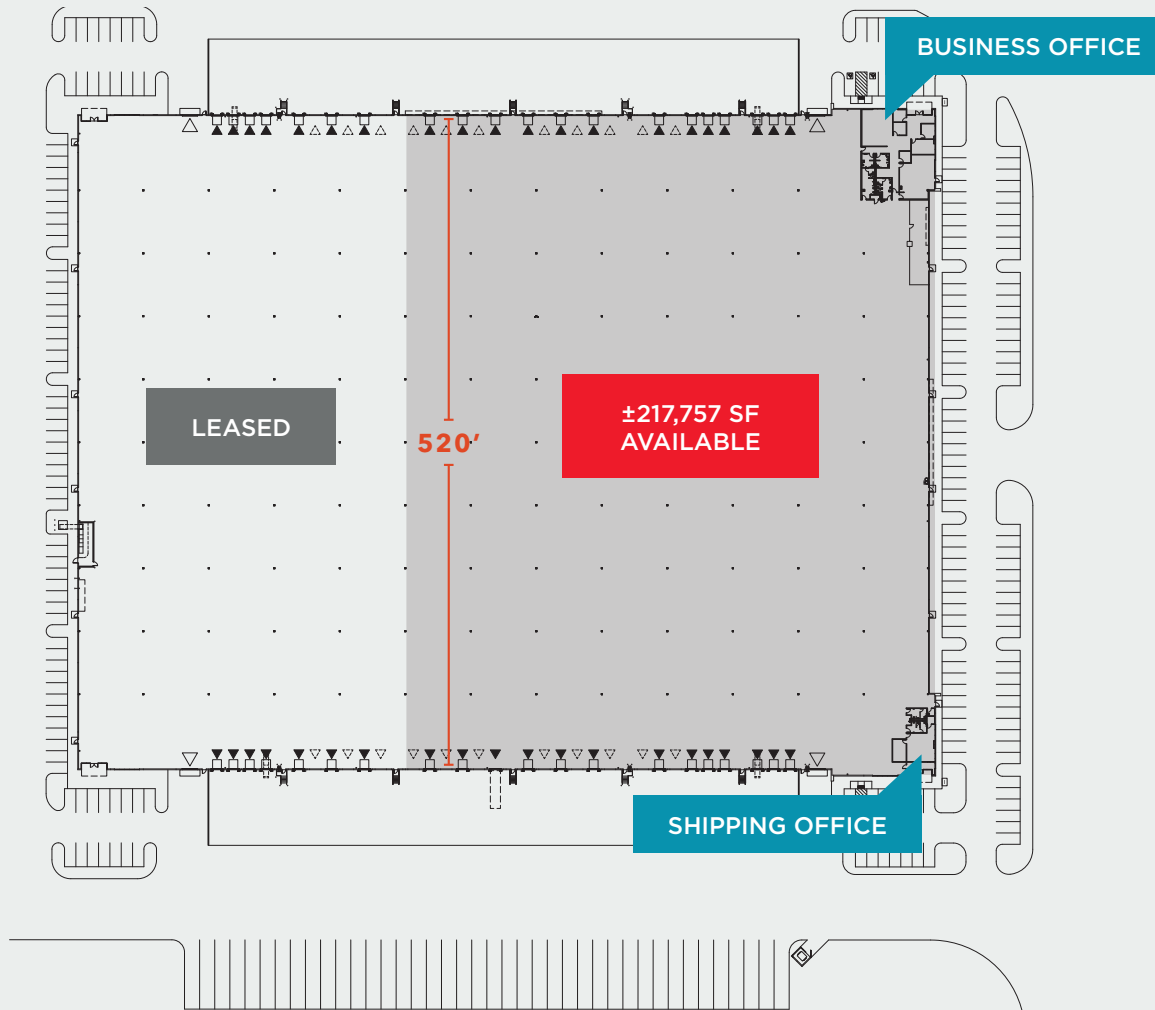 BUSINESS OFFICE
LEASED
±217,757 SF
AVAILABLE
520'
SHIPPING OFFICE